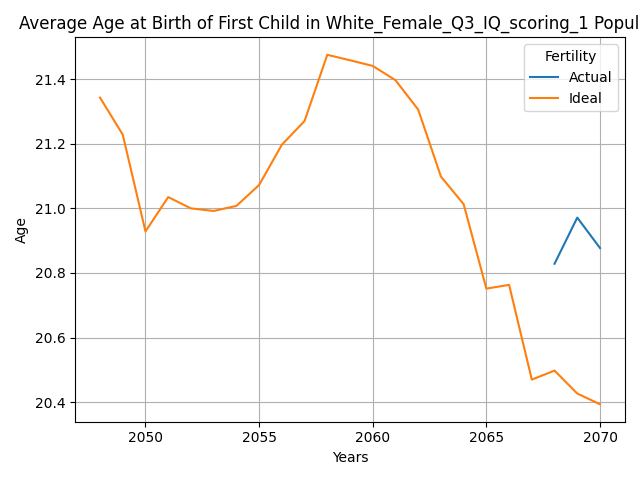 Average Age at Birth of First Child in White_Female_Q3_IQ_scoring_1 Popul
Fertility
Actual
Ideal
21.4
21.2
21.0
20.8
20.6
20.4
Age
2050 2055 2060 2065 2070
Years